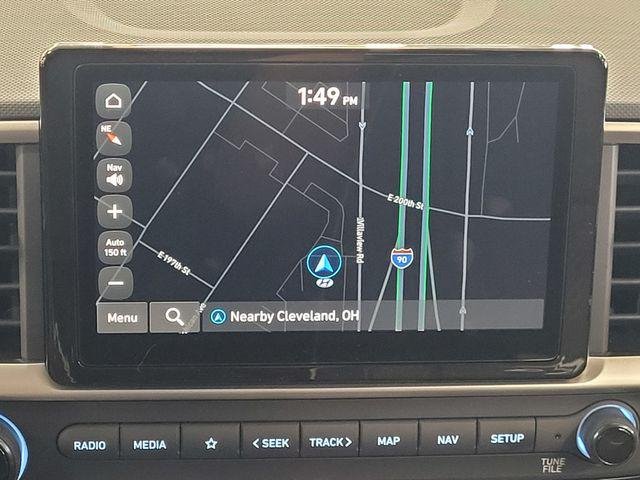 1:49 PM
NE
Nav
E 200th St
Auto
150 ft
Villaview Rd
E 197th St
90
Menu
Nearby Cleveland, OH
RADIO
MEDIA
< SEEK
TRACK >
MAP
NAV
SETUP
TUNE
FILE